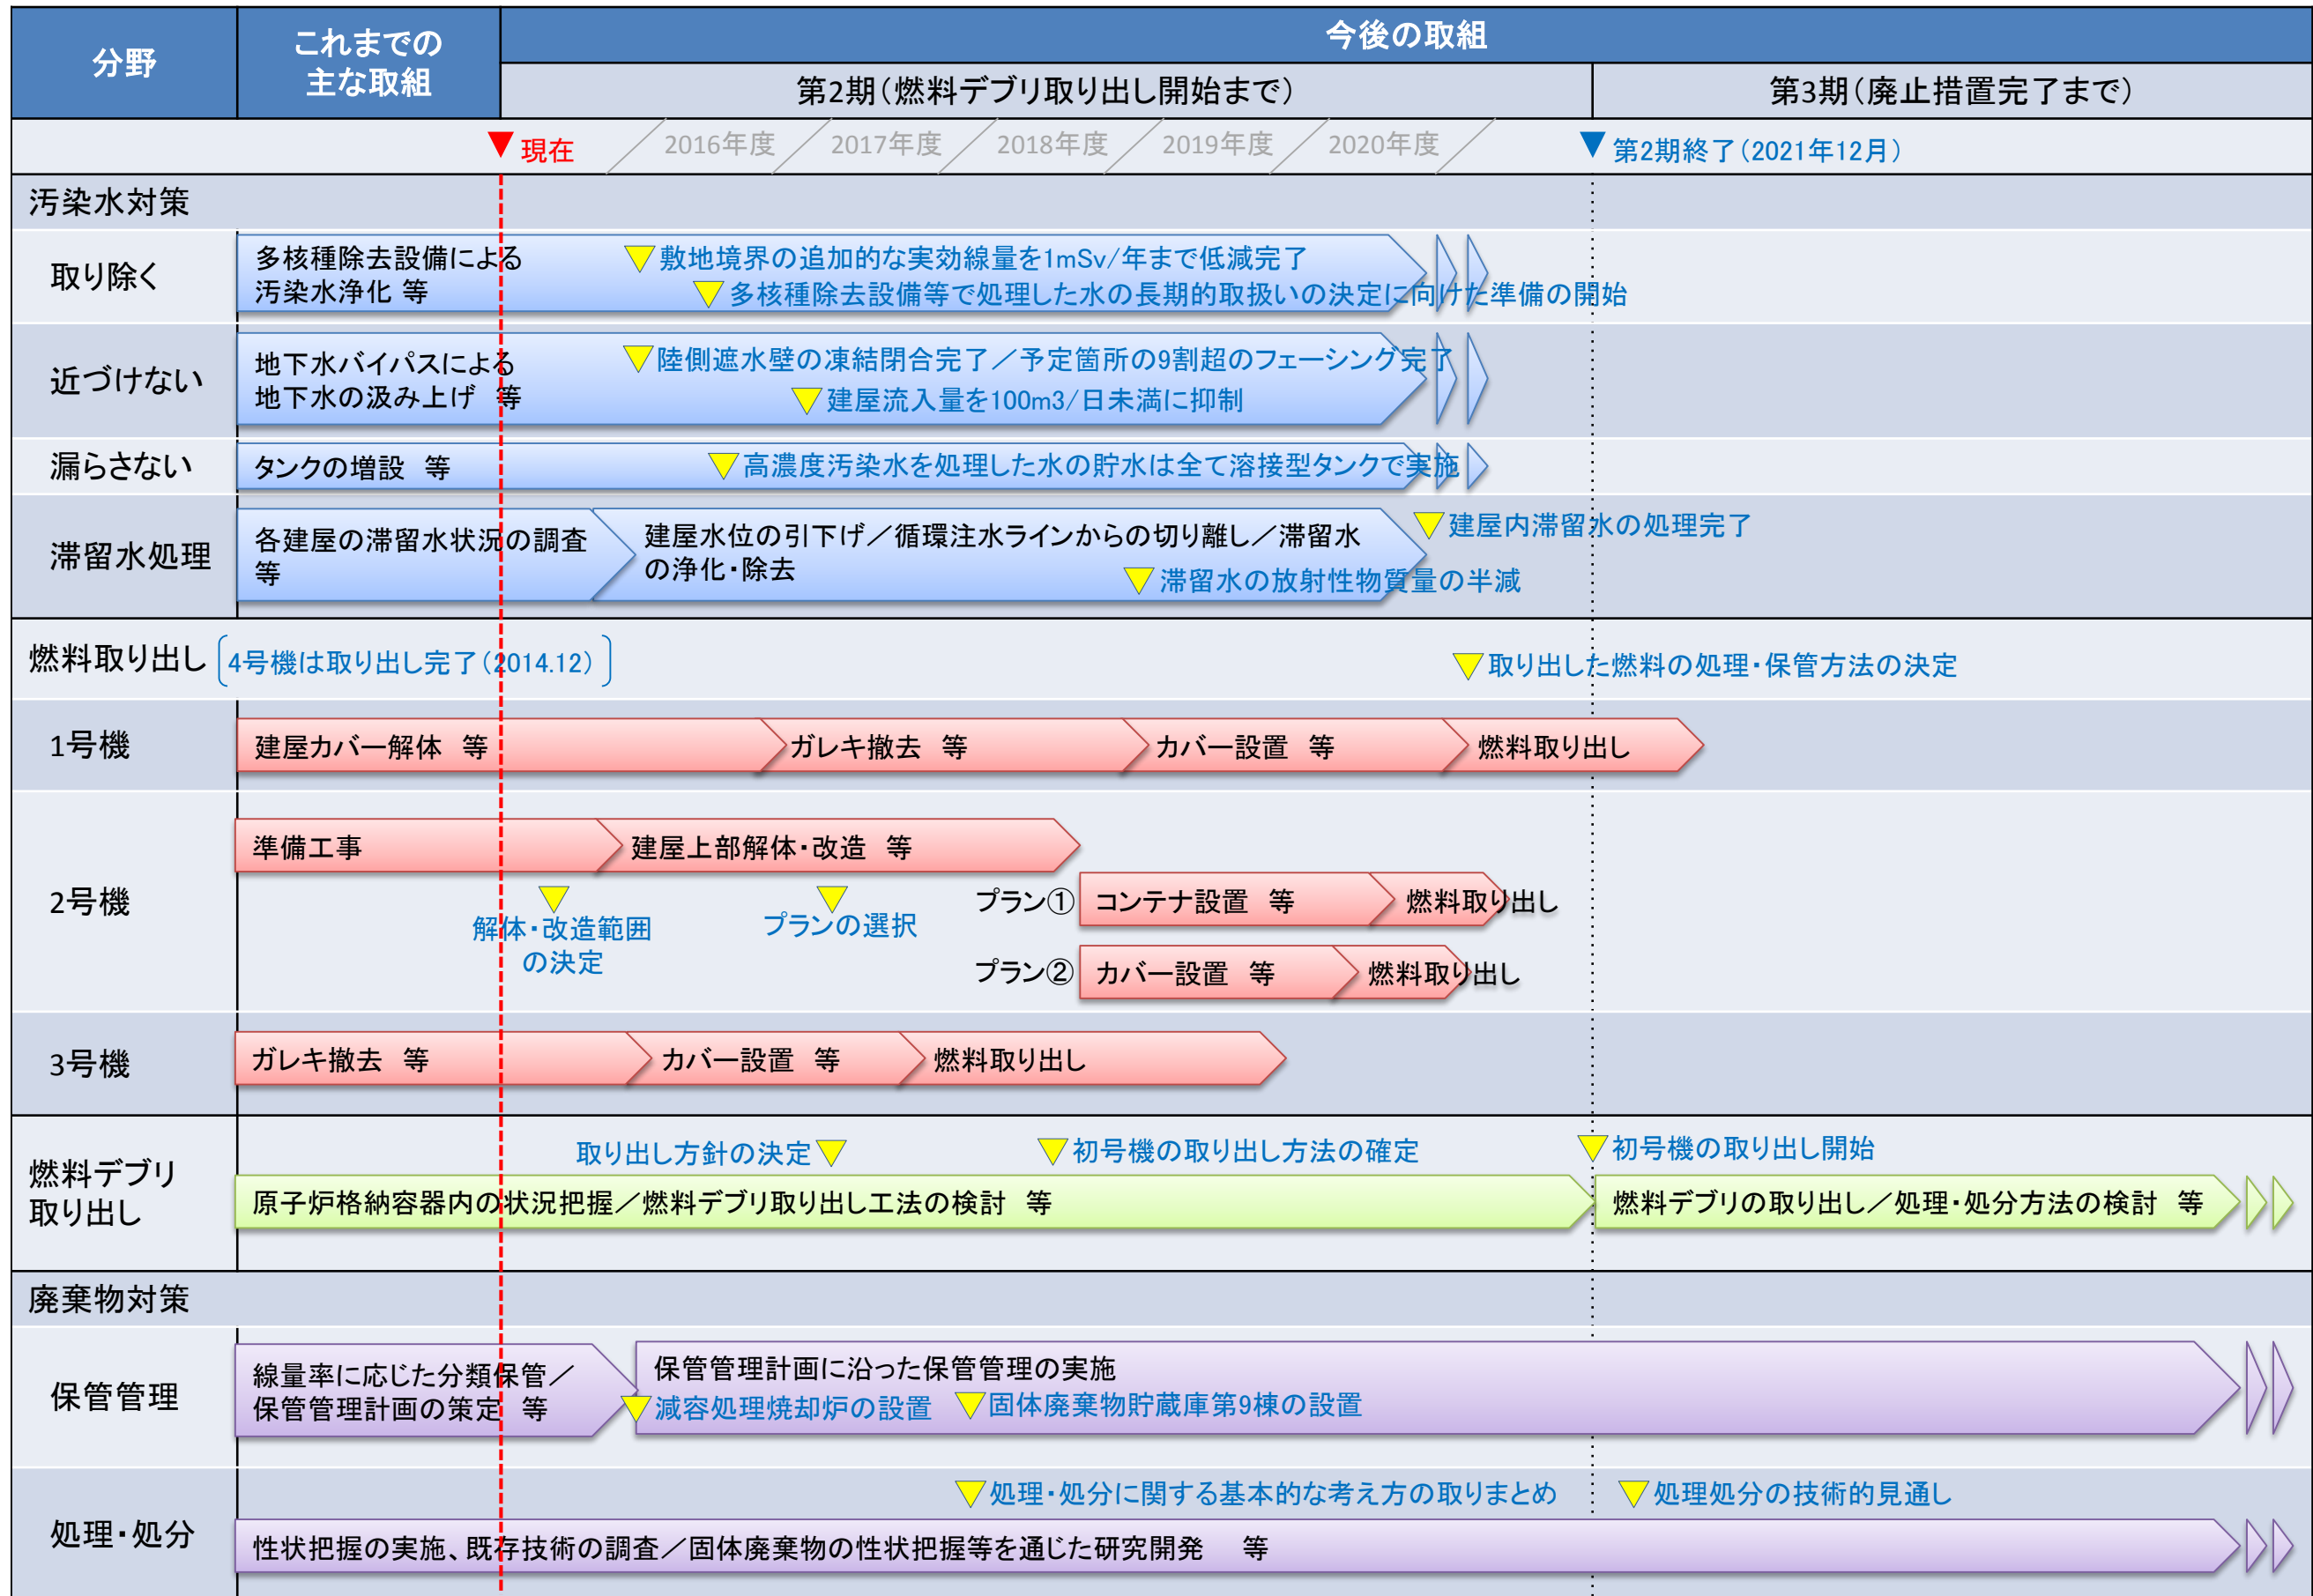 分野
これまでの
主な取組
今後の取組
第2期（燃料デブリ取り出し開始まで）
第3期（廃止措置完了まで）
現在
2016年度
2017年度
2018年度
2019年度
2020年度
第2期終了（2021年12月）
汚染水対策
取り除く
多核種除去設備による
汚染水浄化 等
敷地境界の追加的な実効線量を1mSv/年まで低減完了
多核種除去設備等で処理した水の長期的取扱いの決定に向けた準備の開始
近づけない
地下水バイパスによる
地下水の汲み上げ 等
陸側遮水壁の凍結閉合完了／予定箇所の9割超のフェーシング完了
建屋流入量を100m3/日未満に抑制
漏らさない
タンクの増設 等
高濃度汚染水を処理した水の貯水は全て溶接型タンクで実施
滞留水処理
各建屋の滞留水状況の調査
等
建屋水位の引下げ／循環注水ラインからの切り離し／滞留水
の浄化・除去
建屋内滞留水の処理完了
滞留水の放射性物質量の半減
燃料取り出し
4号機は取り出し完了（2014.12）
取り出した燃料の処理・保管方法の決定
1号機
建屋カバー解体 等
ガレキ撤去 等
カバー設置 等
燃料取り出し
2号機
準備工事
建屋上部解体・改造 等
解体・改造範囲
の決定
プランの選択
プラン①
コンテナ設置 等
燃料取り出し
プラン②
カバー設置 等
燃料取り出し
3号機
ガレキ撤去 等
カバー設置 等
燃料取り出し
燃料デブリ
取り出し
取り出し方針の決定
初号機の取り出し方法の確定
初号機の取り出し開始
原子炉格納容器内の状況把握／燃料デブリ取り出し工法の検討 等
燃料デブリの取り出し／処理・処分方法の検討 等
廃棄物対策
保管管理
線量率に応じた分類保管／
保管管理計画の策定 等
保管管理計画に沿った保管管理の実施
減容処理焼却炉の設置
固体廃棄物貯蔵庫第9棟の設置
処理・処分
処理・処分に関する基本的な考え方の取りまとめ
処理処分の技術的見通し
性状把握の実施、既存技術の調査／固体廃棄物の性状把握等を通じた研究開発 等